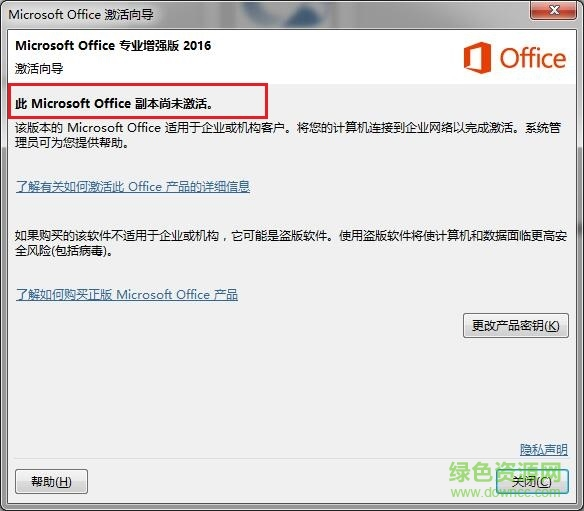 Microsoft Office 激活向导
Microsoft Office 专业增强版 2016
激活向导
Office
此 Microsoft Office 副本尚未激活。
该版本的 Microsoft Office 适用于企业或机构客户。将您的计算机连接到企业网络以完成激活。系统管
理员可为您提供帮助。
了解有关如何激活此 Office 产品的详细信息
如果购买的该软件不适用于企业或机构，它可能是盗版软件。使用盗版软件将使计算机和数据面临更高安
全风险(包括病毒)。
了解如何购买正版 Microsoft Office 产品
更改产品密钥(K)
隐私声明
绿色资源网
帮助(H)
关闭(C)
www.downcc.com